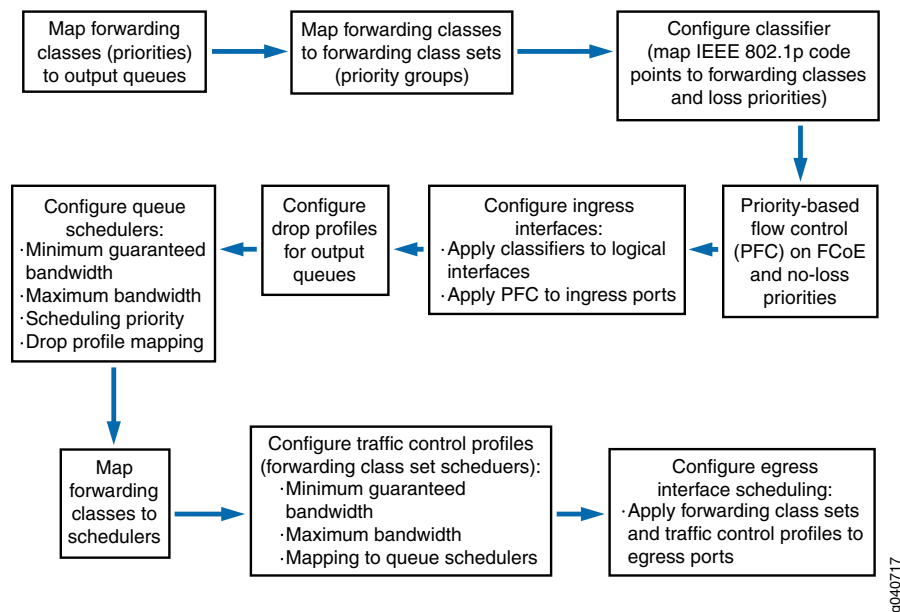 Map forwarding
classes (priorities)
to output queues
Map forwarding classes
to forwarding class sets
(priority groups)
Configure classifier
(map IEEE 802.1p code
points to forwarding classes
and loss priorities)
Priority-based
flow control
(PFC) on FCoE
and no-loss
priorities
Configure ingress
interfaces:
·Apply classifiers to logical
interfaces
·Apply PFC to ingress ports
Configure
drop profiles
for output
queues
Configure queue
schedulers:
·Minimum guaranteed
bandwidth
·Maximum bandwidth
·Scheduling priority
·Drop profile mapping
Map
forwarding
classes to
schedulers
Configure traffic control profiles
(forwarding class set scheduers):
·Minimum guaranteed
bandwidth
·Maximum bandwidth
·Mapping to queue schedulers
Configure egress
interface scheduling:
·Apply forwarding class sets
and traffic control profiles to
egress ports
g040717